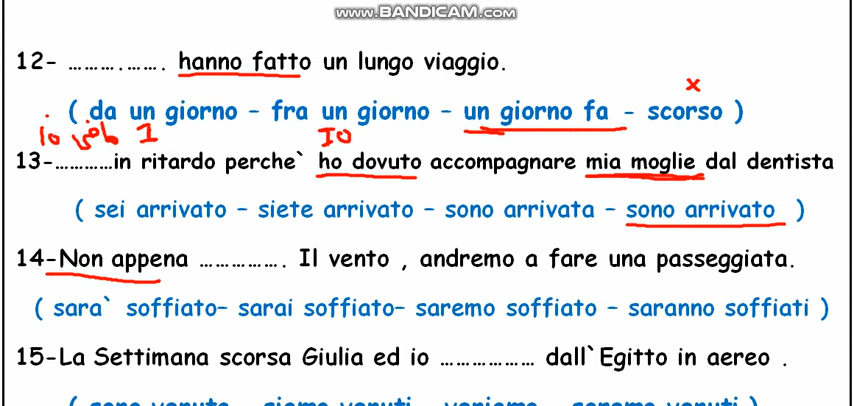 www.BANDICAM.com
12- ............... hanno fatto un lungo viaggio.
( da un giorno - fra un giorno - un giorno fa - scorso )
Io IO
13-............in ritardo perche` ho dovuto accompagnare mia moglie dal dentista
( sei arrivato - siete arrivato - sono arrivata - sono arrivato )
14-Non appena ............... Il vento , andremo a fare una passeggiata.
( sara` soffiato- sarai soffiato- saremo soffiato - saranno soffiati )
15-La Settimana scorsa Giulia ed io .................. dall`Egitto in aereo .